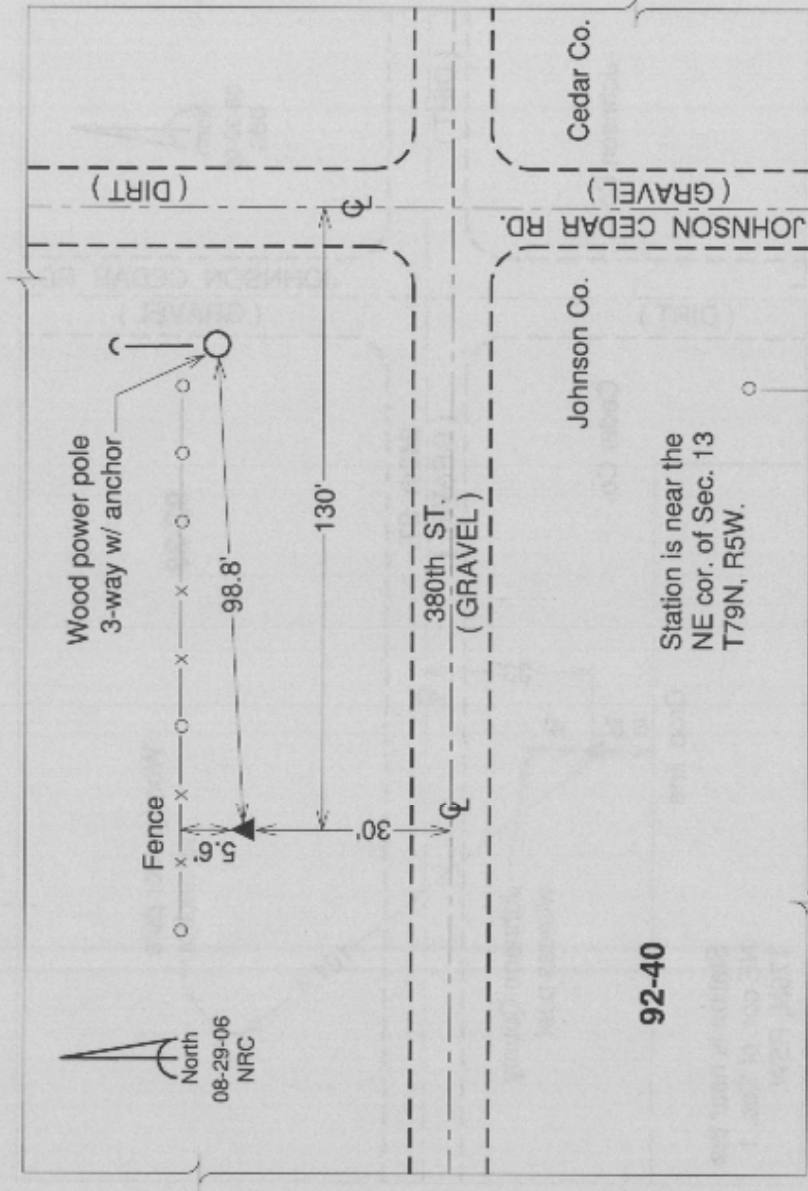 North
08-29-06
NRC
Fence
Wood power pole
3-way w/ anchor
( DIRT )
5.6'
98.8'
130'
30'
CL
CL
380th ST.
( GRAVEL )
JOHNSON CEDAR RD.
( GRAVEL )
Johnson Co.
Cedar Co.
92-40
Station is near the
NE cor. of Sec. 13
T79N, R5W.